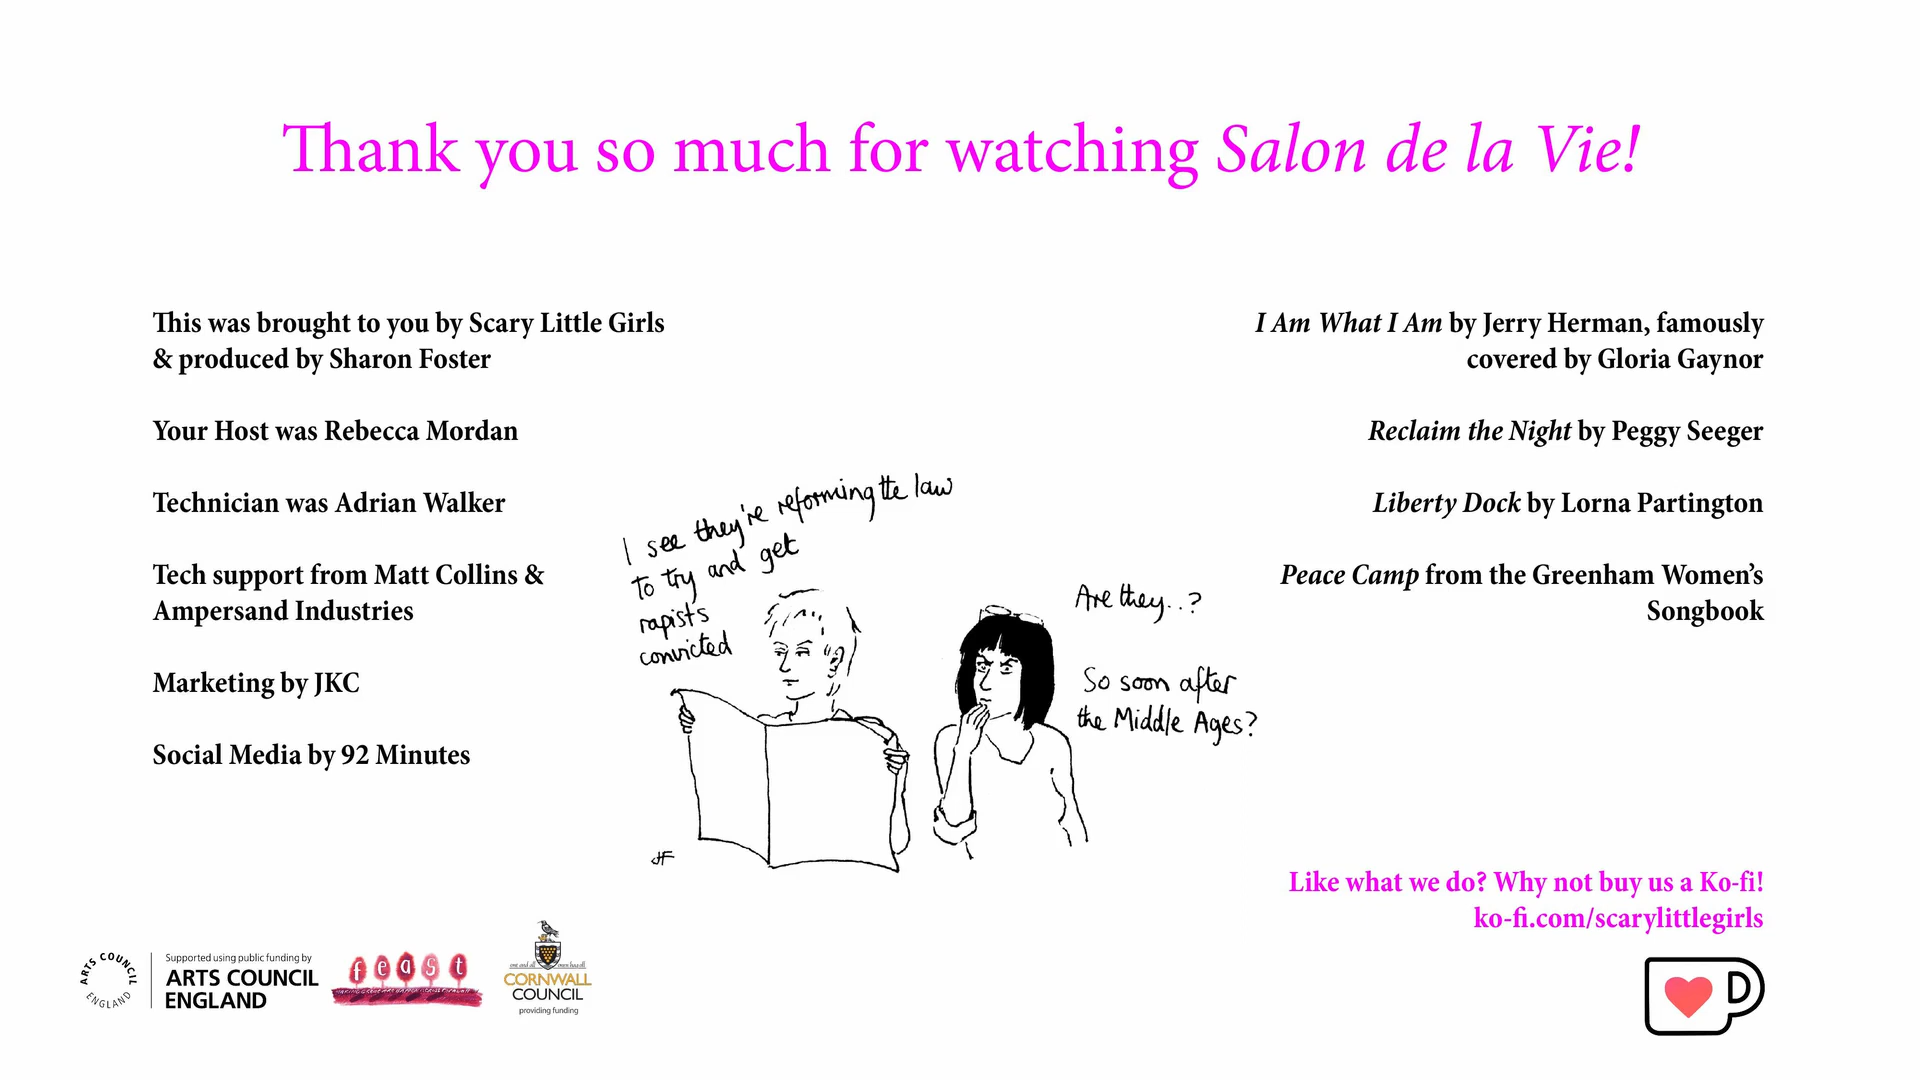 Thank you so much for watching Salon de la Vie!
This was brought to you by Scary Little Girls
& produced by Sharon Foster
Your Host was Rebecca Mordan
Technician was Adrian Walker
Tech support from Matt Collins &
Ampersand Industries
Marketing by JKC
Social Media by 92 Minutes
I Am What I Am by Jerry Herman, famously
covered by Gloria Gaynor
Reclaim the Night by Peggy Seeger
Liberty Dock by Lorna Partington
Peace Camp from the Greenham Women's
Songbook
I see they're reforming the law
to try and get
rapists
convicted
Are they..?
So soon after
the Middle Ages?
JF
Like what we do? Why not buy us a Ko-fi!
ko-fi.com/scarylittlegirls
ARTS COUNCIL
ENGLAND
Supported using public funding by
ARTS COUNCIL
ENGLAND
feast
one and all
CORNWALL
COUNCIL
providing funding